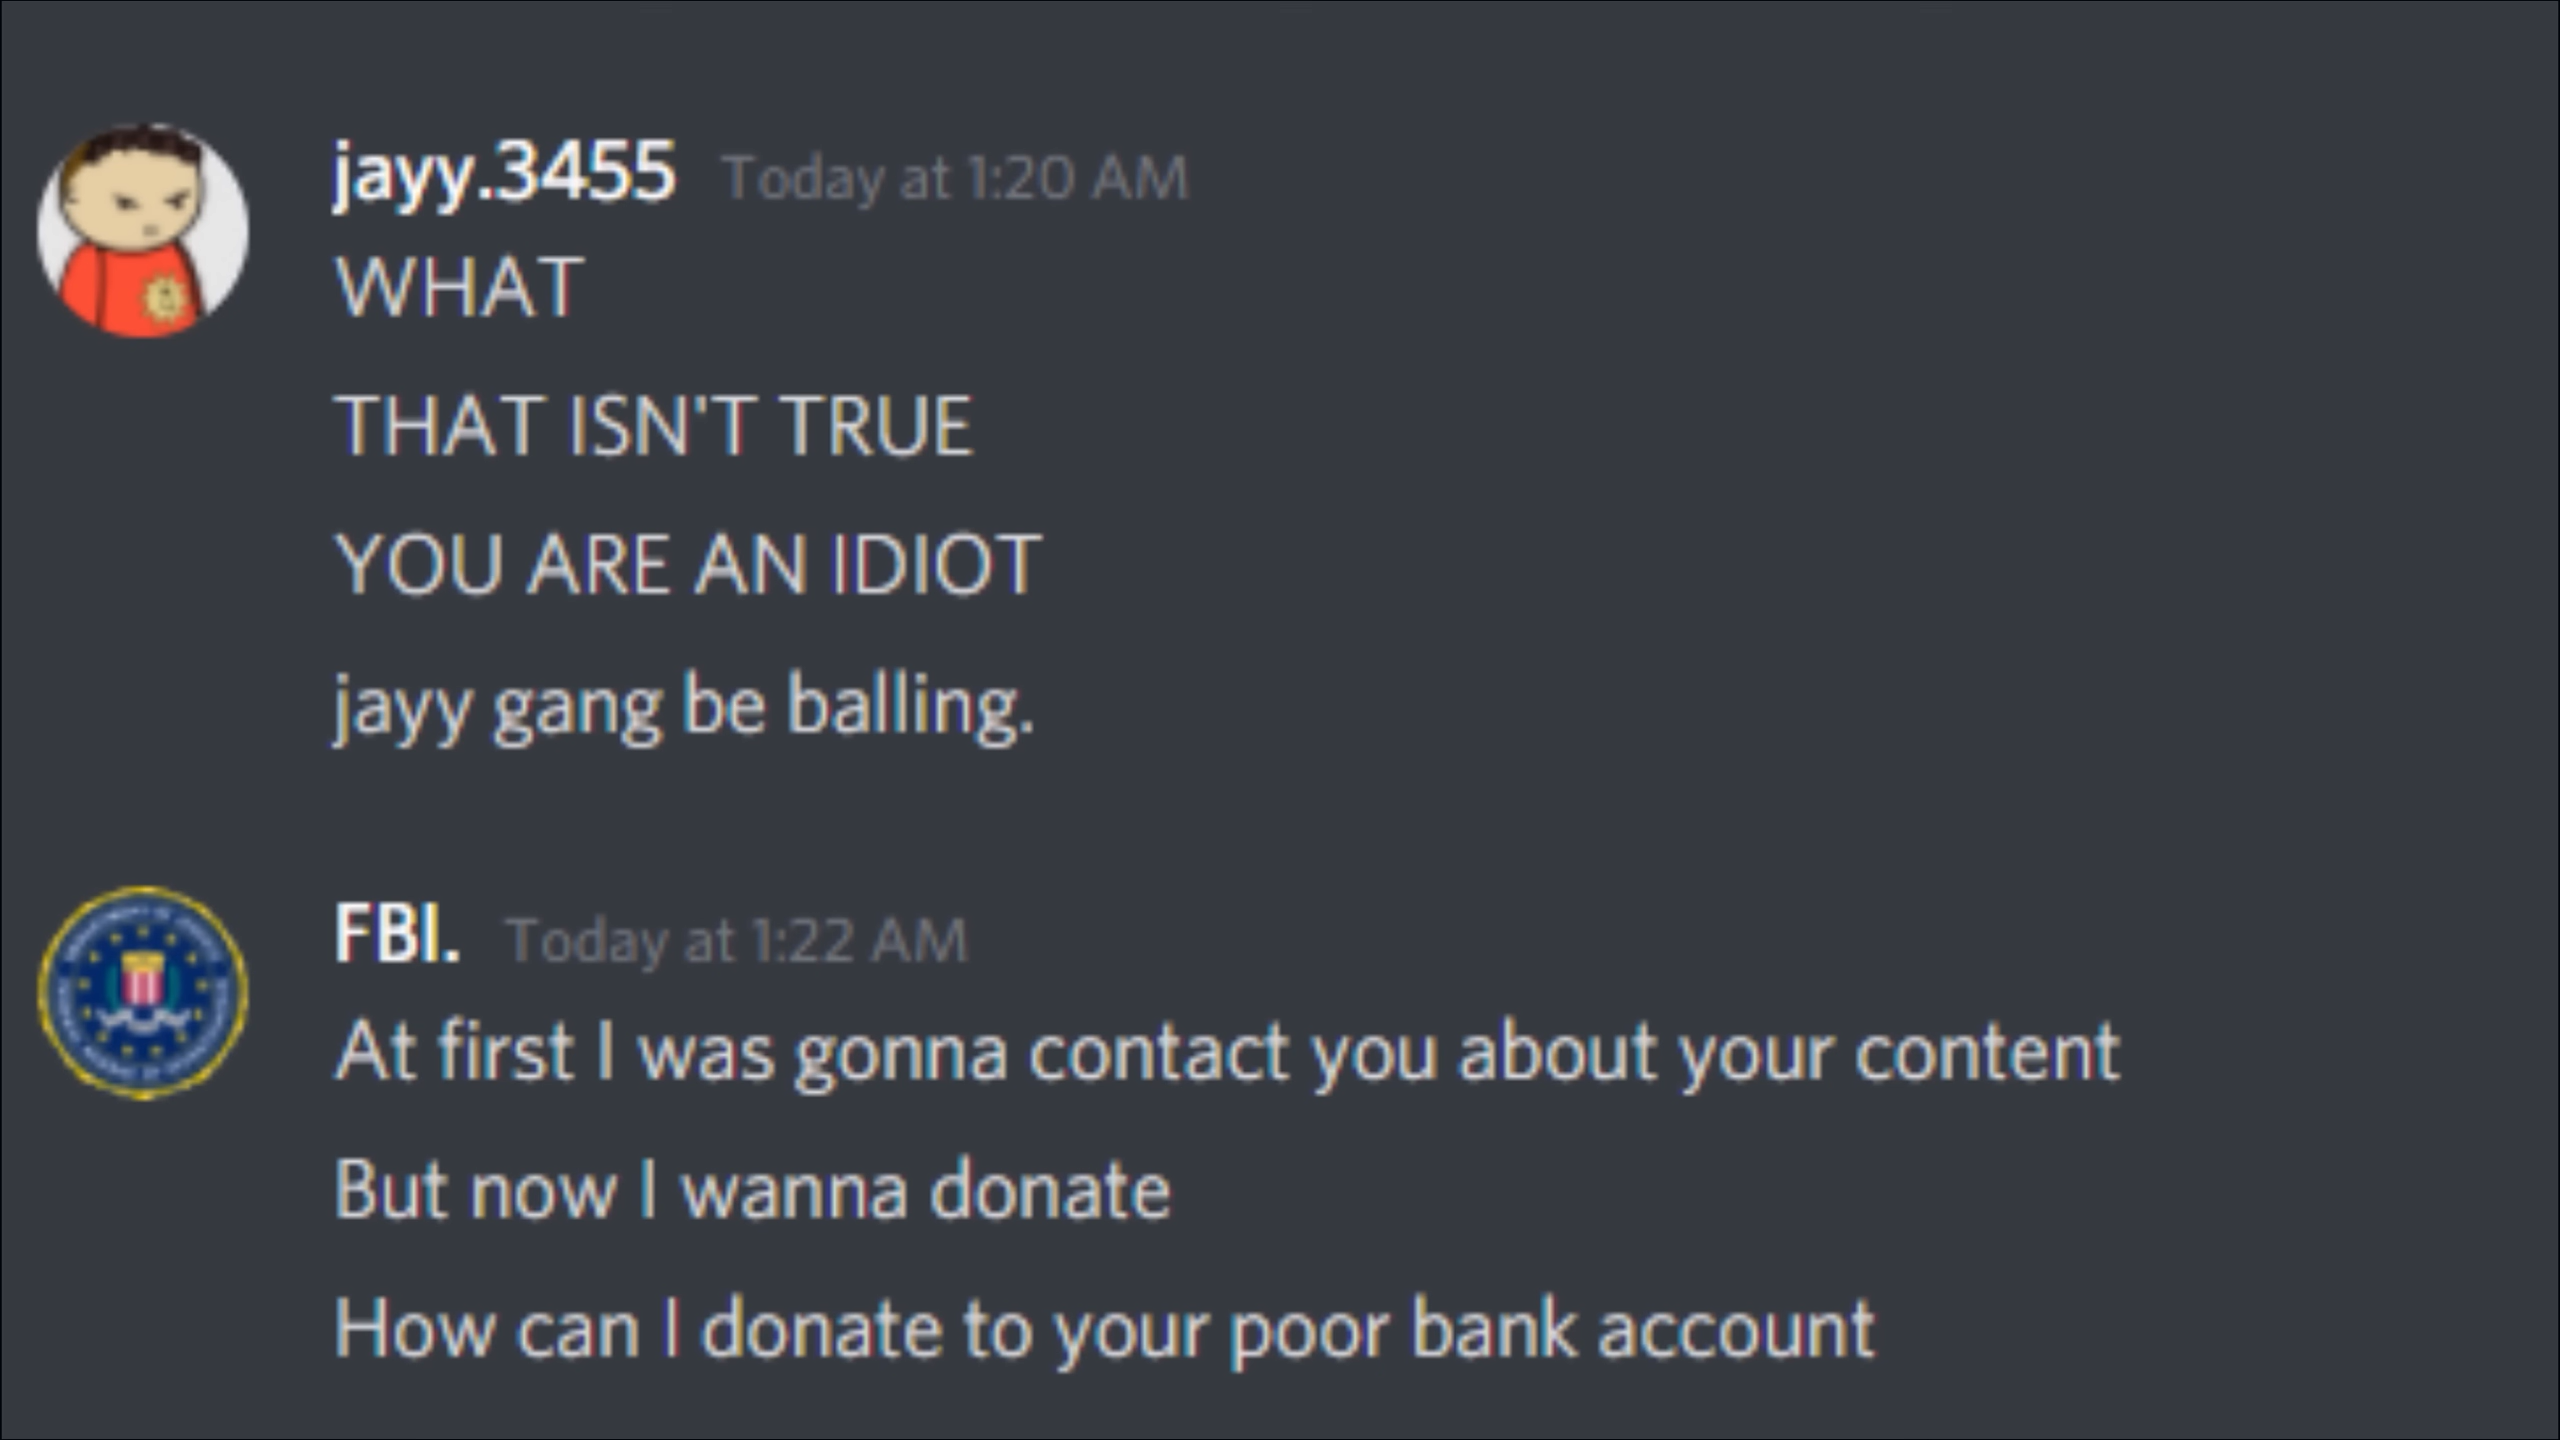 jayy.3455 Today at 1:20 AM
WHAT
THAT ISN'T TRUE
YOU ARE AN IDIOT
jayy gang be balling.
FBI. Today at 1:22 AM
At first I was gonna contact you about your content
But now I wanna donate
How can I donate to your poor bank account